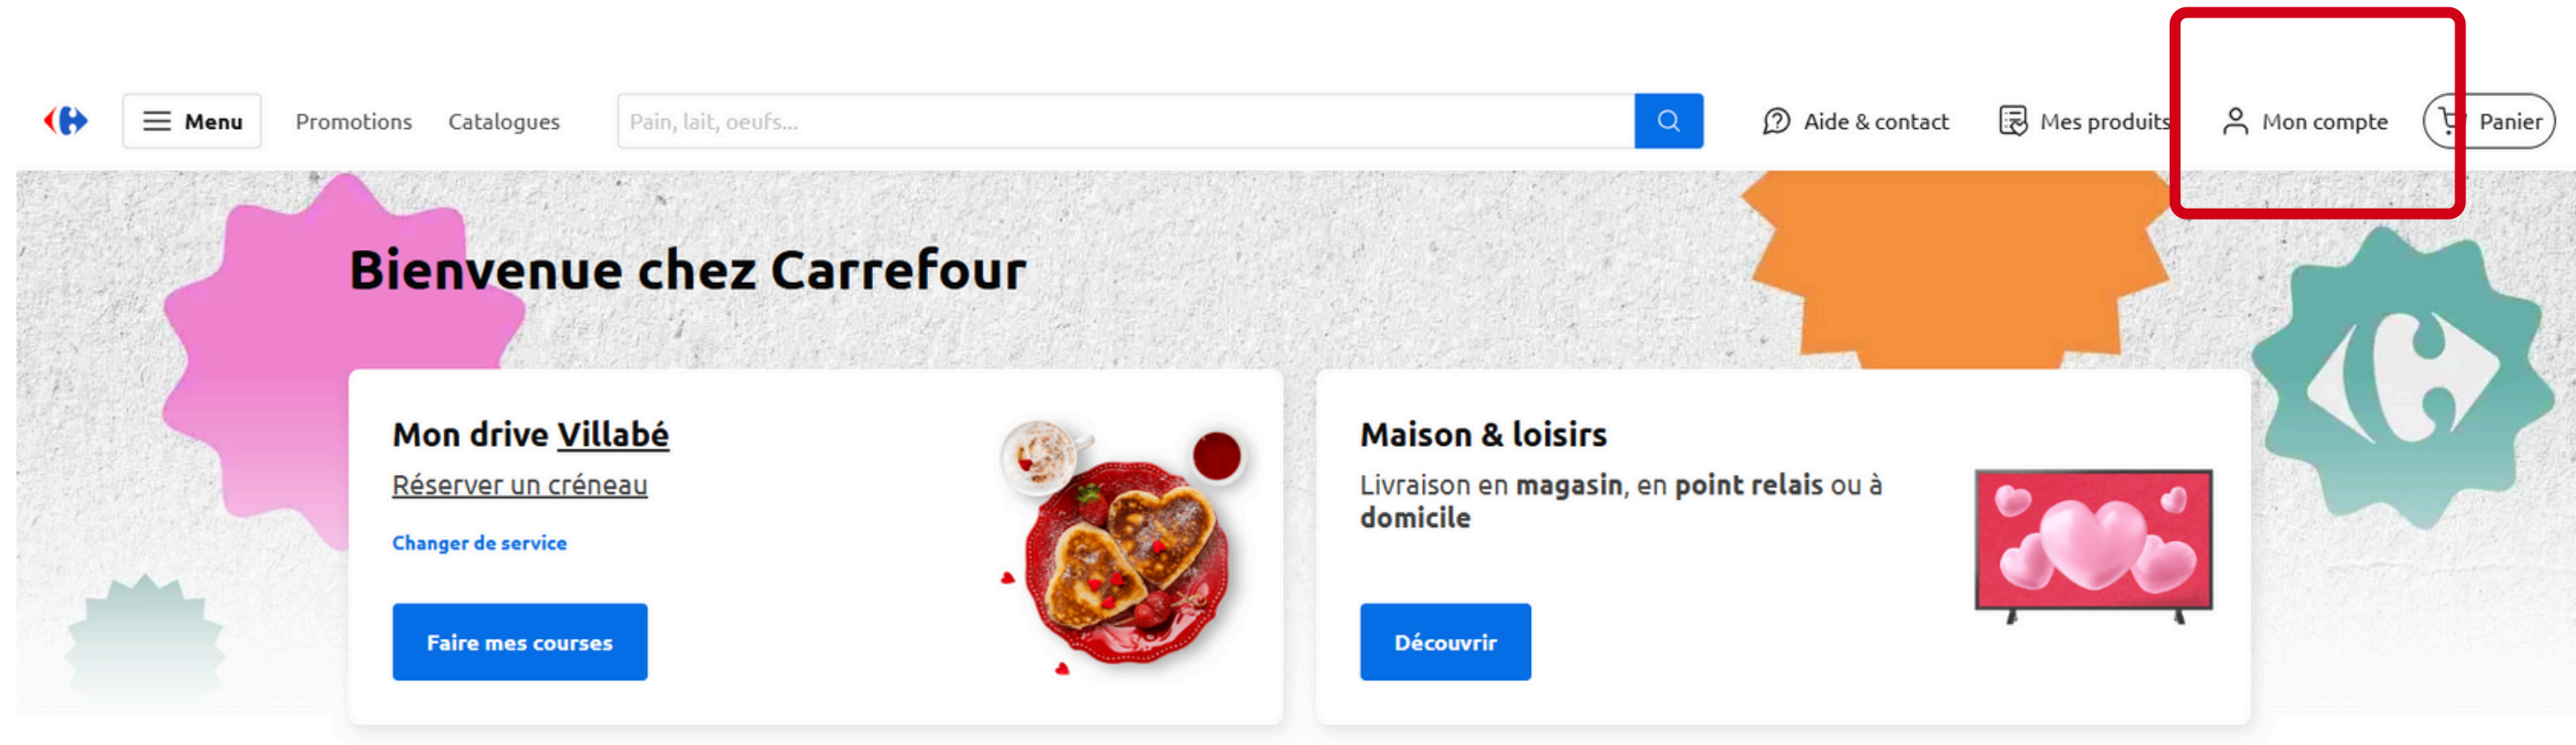 Menu
Promotions
Catalogues
Pain, lait, oeufs...
Aide & contact
Mes produits
Mon compte
Panier
Bienvenue chez Carrefour
Mon drive Villabé
Réserver un créneau
Changer de service
Faire mes courses
Maison & loisirs
Livraison en magasin, en point relais ou à
domicile
Découvrir